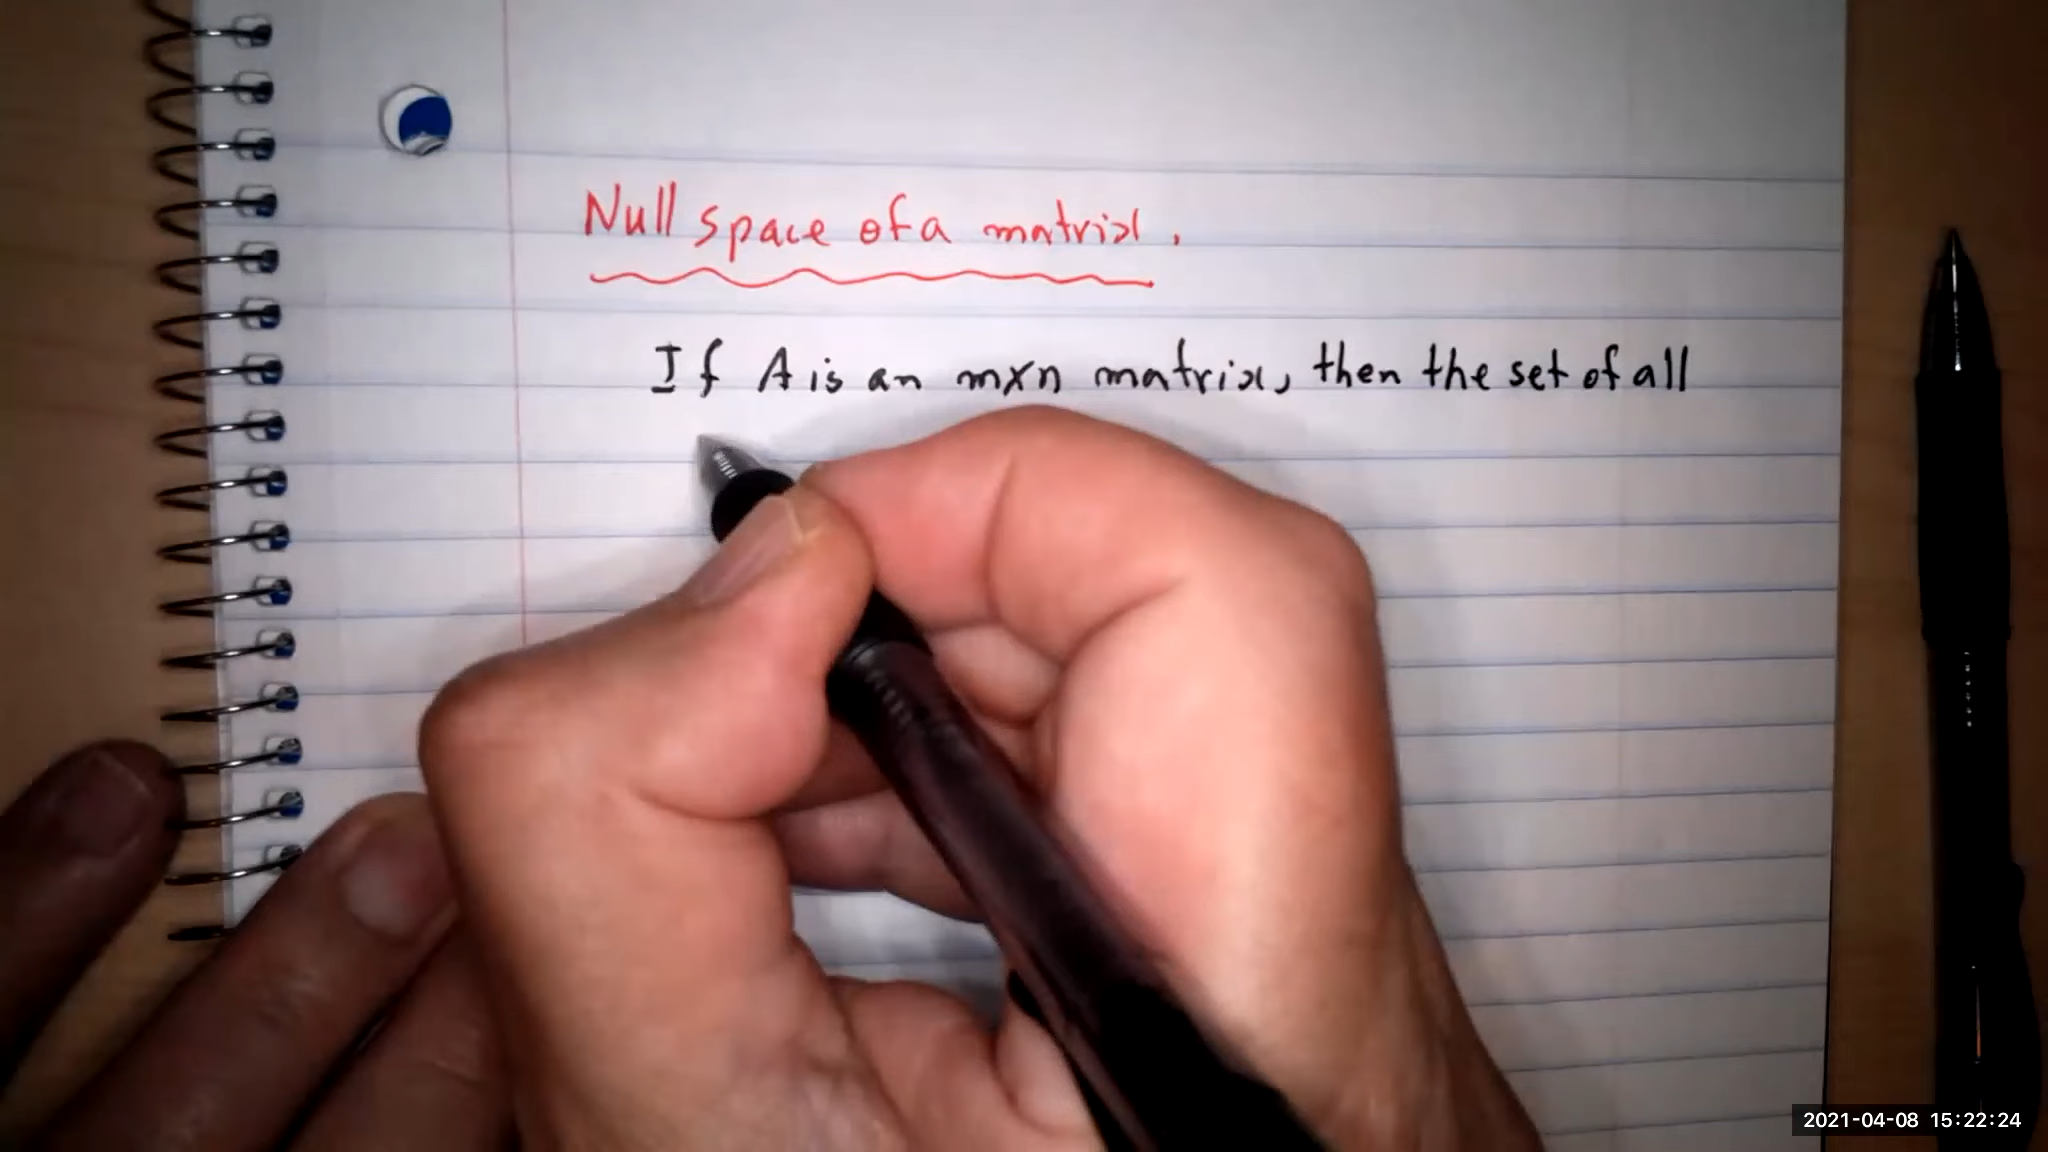 Null space of a matrix.
If A is an m×n matrix, then the set of all
2021-04-08 15:22:24